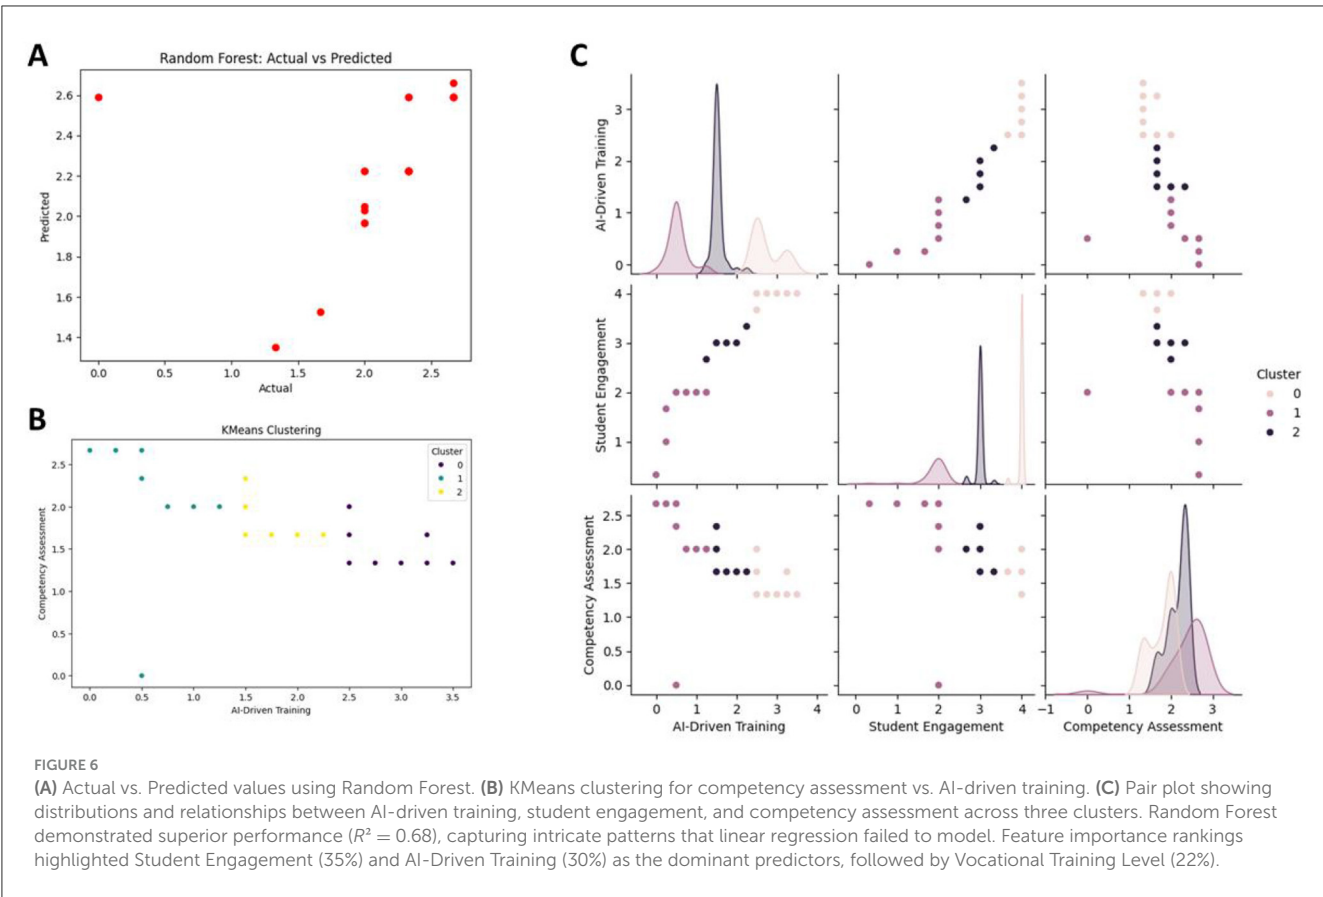 A
Random Forest: Actual vs Predicted
Predicted
2.6
2.4
2.2
2.0
1.8
1.6
1.4
0.0 0.5 1.0 1.5 2.0 2.5
Actual
B
KMeans Clustering
Competency Assessment
2.5
2.0
1.5
1.0
0.5
0.0
Cluster
0
1
2
0.0 0.5 1.0 1.5 2.0 2.5 3.0 3.5
AI-Driven Training
C
AI-Driven Training
3
2
1
0
Student Engagement
4
3
2
1
Competency Assessment
2.5
2.0
1.5
1.0
0.5
0.0
0 1 2 3 4
AI-Driven Training
0 1 2 3 4
Student Engagement
−1 0 1 2 3
Competency Assessment
Cluster
0
1
2
FIGURE 6
(A) Actual vs. Predicted values using Random Forest. (B) KMeans clustering for competency assessment vs. AI-driven training. (C) Pair plot showing
distributions and relationships between AI-driven training, student engagement, and competency assessment across three clusters. Random Forest
demonstrated superior performance (R² = 0.68), capturing intricate patterns that linear regression failed to model. Feature importance rankings
highlighted Student Engagement (35%) and AI-Driven Training (30%) as the dominant predictors, followed by Vocational Training Level (22%).